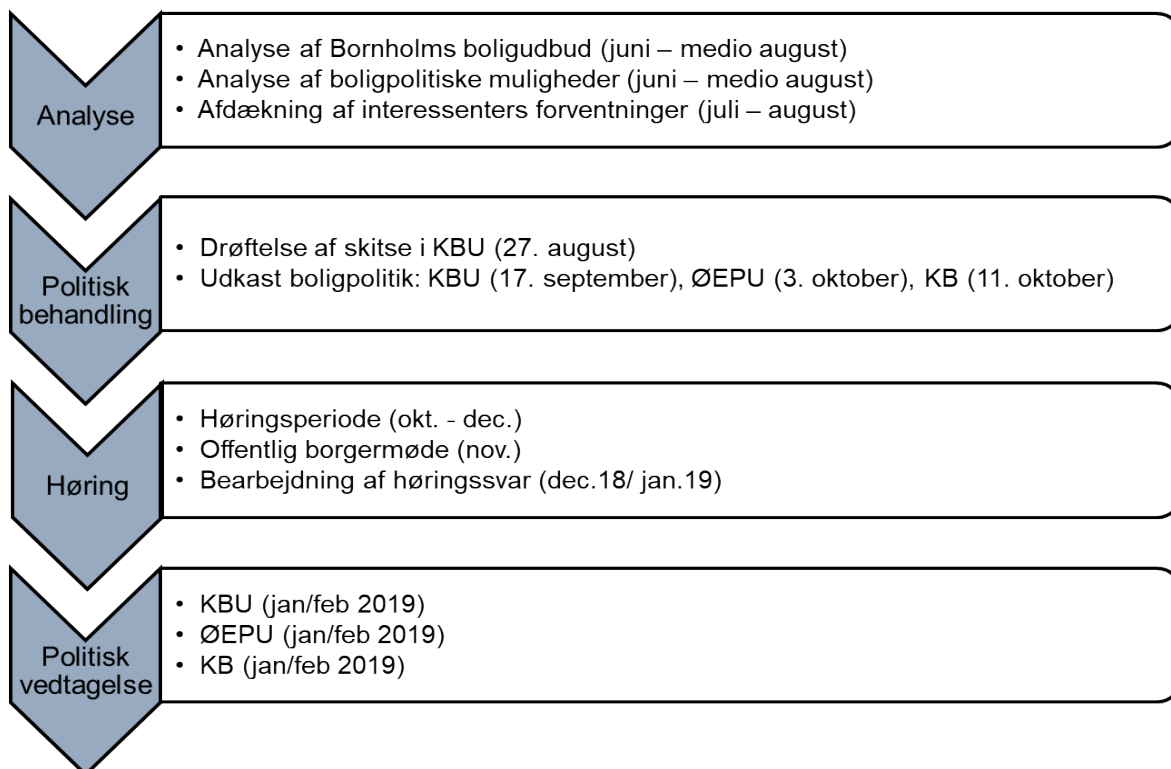 Analyse
• Analyse af Bornholms boligudbud (juni – medio august)
• Analyse af boligpolitiske muligheder (juni – medio august)
• Afdækning af interessenters forventninger (juli – august)
Politisk
behandling
• Drøftelse af skitse i KBU (27. august)
• Udkast boligpolitik: KBU (17. september), ØEPU (3. oktober), KB (11. oktober)
Høring
• Høringsperiode (okt. - dec.)
• Offentlig borgermøde (nov.)
• Bearbejdning af høringssvar (dec.18/ jan.19)
Politisk
vedtagelse
• KBU (jan/feb 2019)
• ØEPU (jan/feb 2019)
• KB (jan/feb 2019)